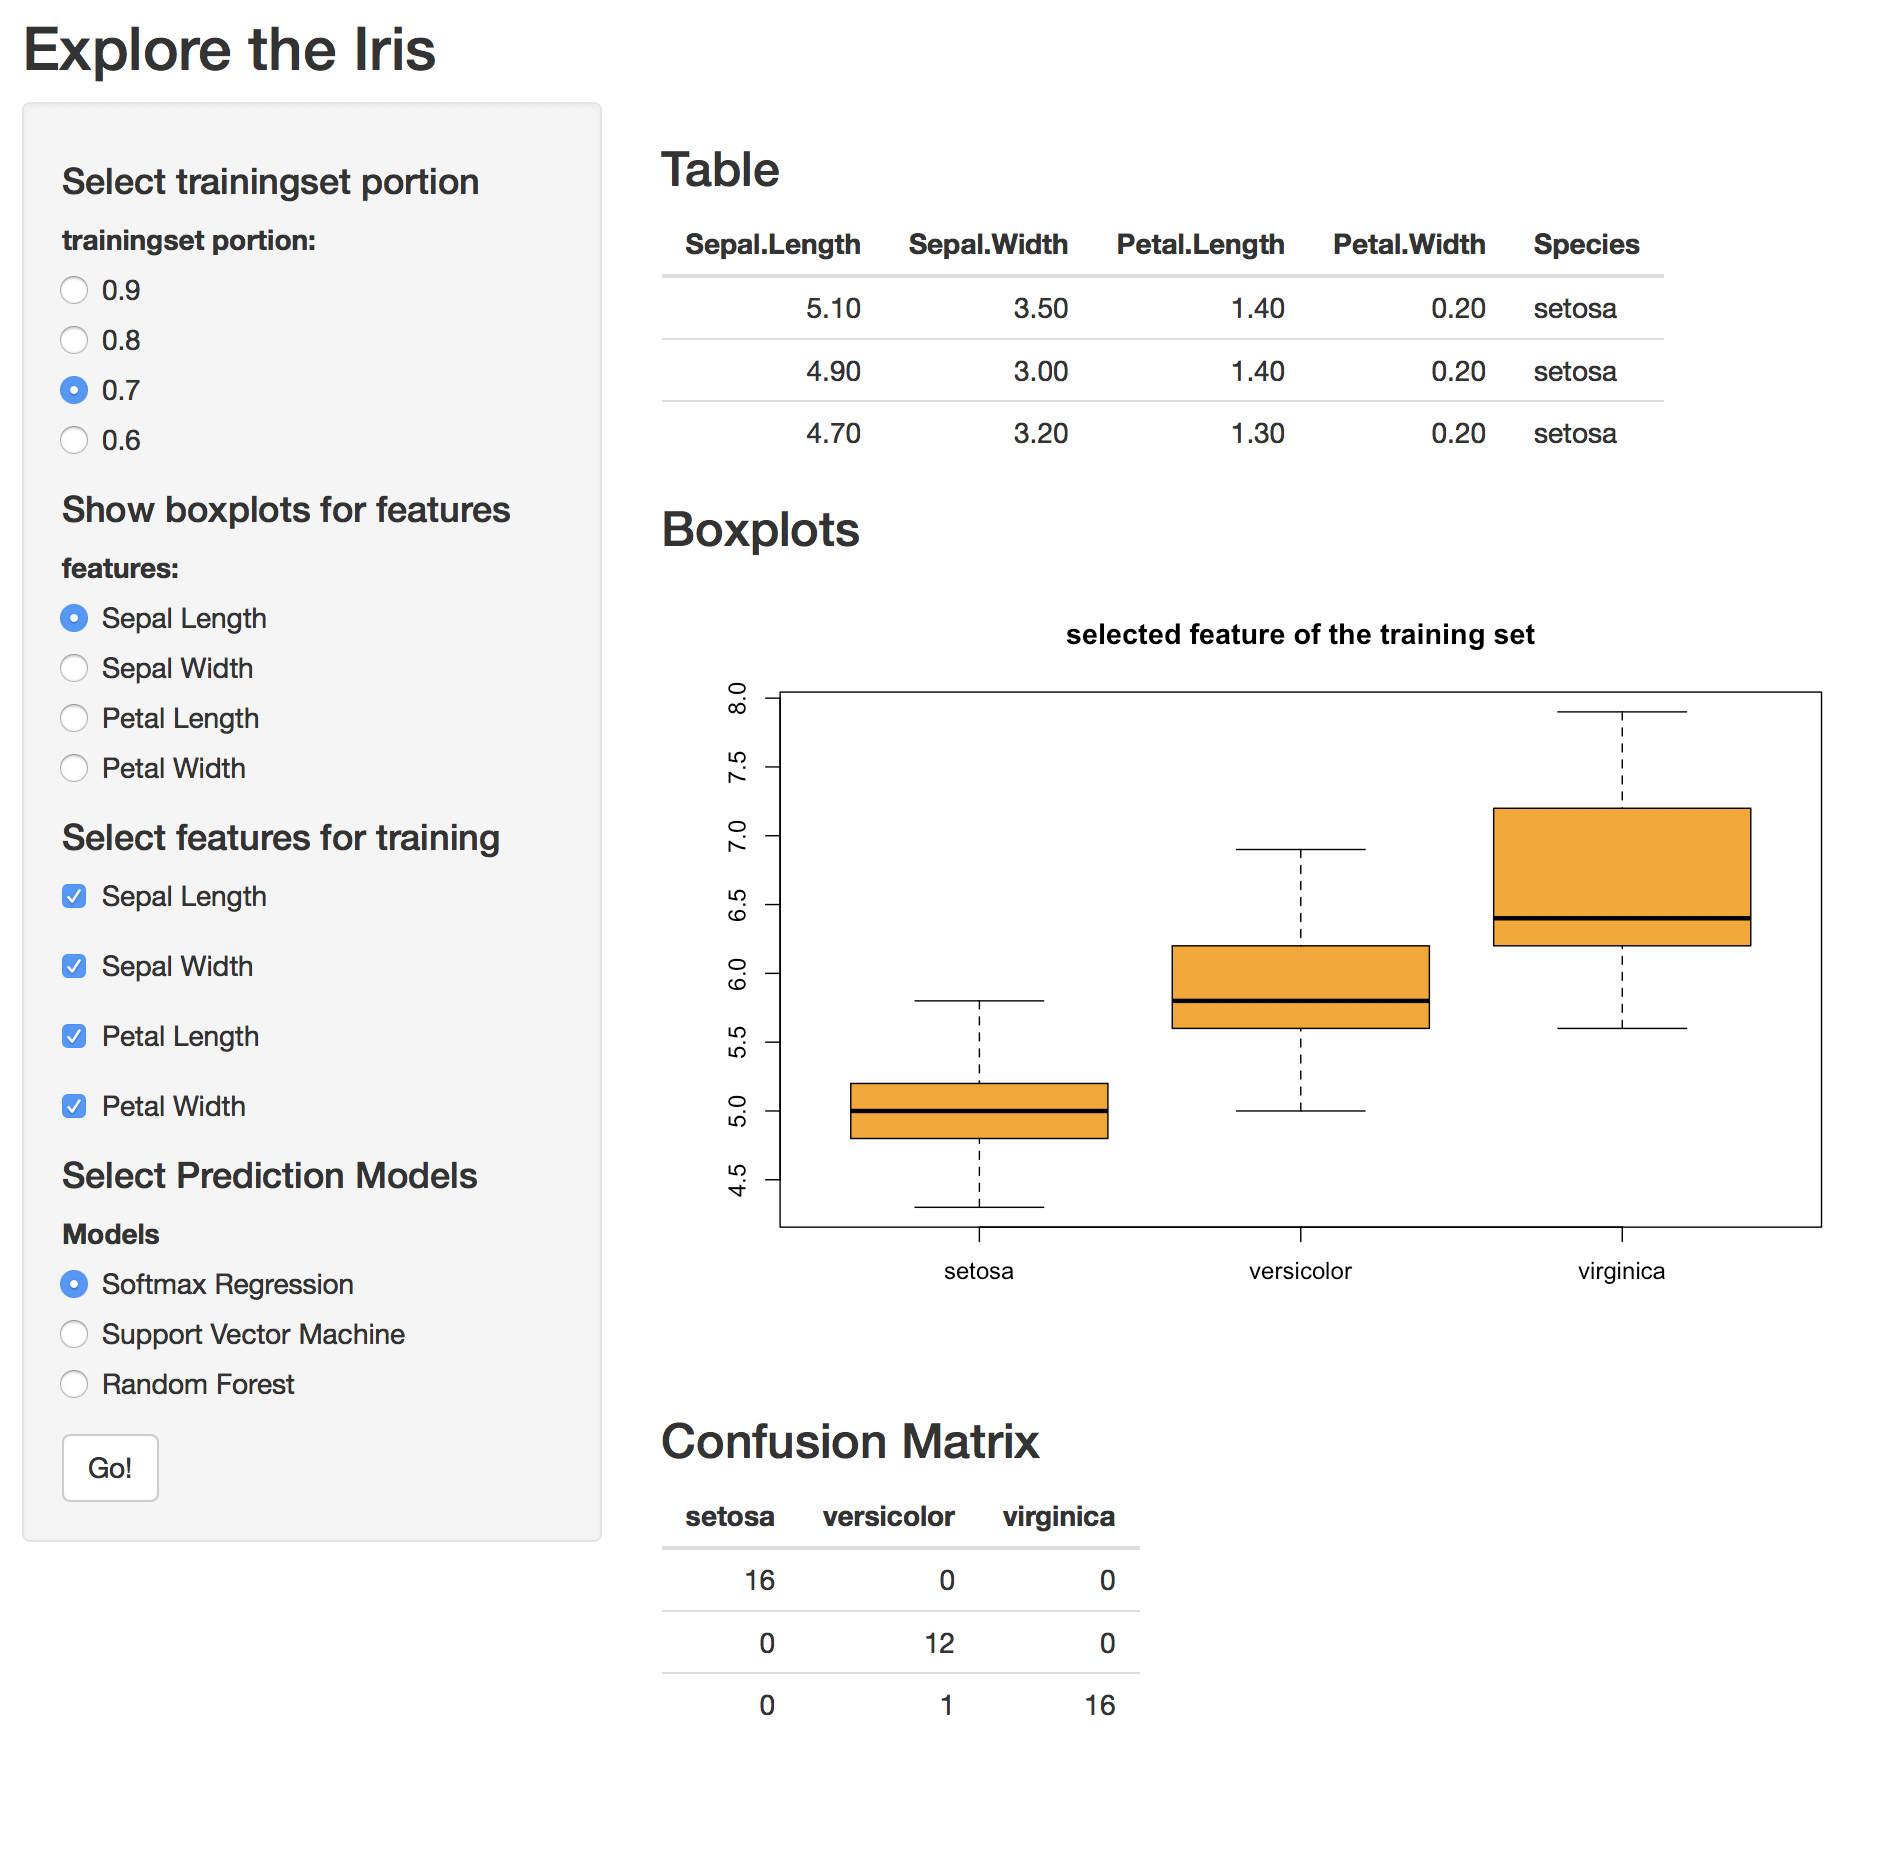 Explore the Iris
Select trainingset portion
trainingset portion:
0.9
0.8
0.7
0.6
Show boxplots for features
features:
Sepal Length
Sepal Width
Petal Length
Petal Width
Select features for training
Sepal Length
Sepal Width
Petal Length
Petal Width
Select Prediction Models
Models
Softmax Regression
Support Vector Machine
Random Forest
Go!
Table
Sepal.Length Sepal.Width Petal.Length Petal.Width Species
5.10 3.50 1.40 0.20 setosa
4.90 3.00 1.40 0.20 setosa
4.70 3.20 1.30 0.20 setosa
Boxplots
selected feature of the training set
8.0
7.5
7.0
6.5
6.0
5.5
5.0
4.5
setosa versicolor virginica
Confusion Matrix
setosa versicolor virginica
16 0 0
0 12 0
0 1 16